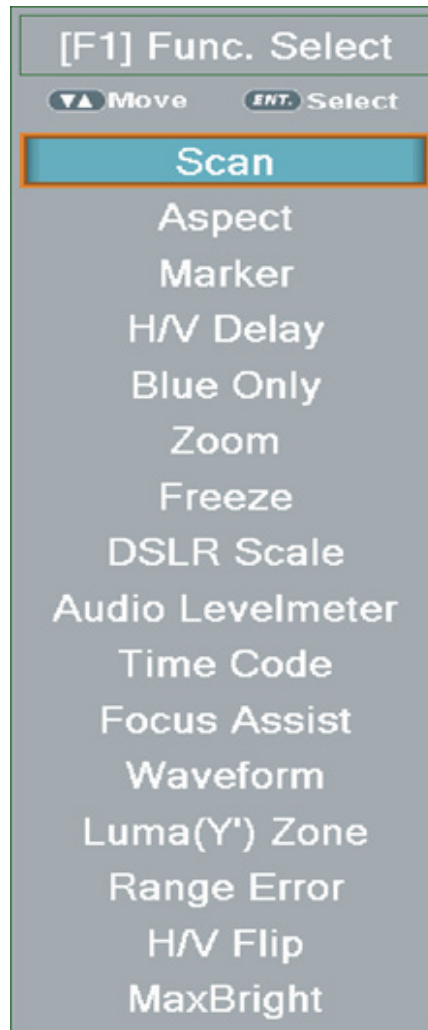 [F1] Func. Select
▼▲ Move ENT. Select
Scan
Aspect
Marker
H/V Delay
Blue Only
Zoom
Freeze
DSLR Scale
Audio Levelmeter
Time Code
Focus Assist
Waveform
Luma(Y') Zone
Range Error
H/V Flip
MaxBright